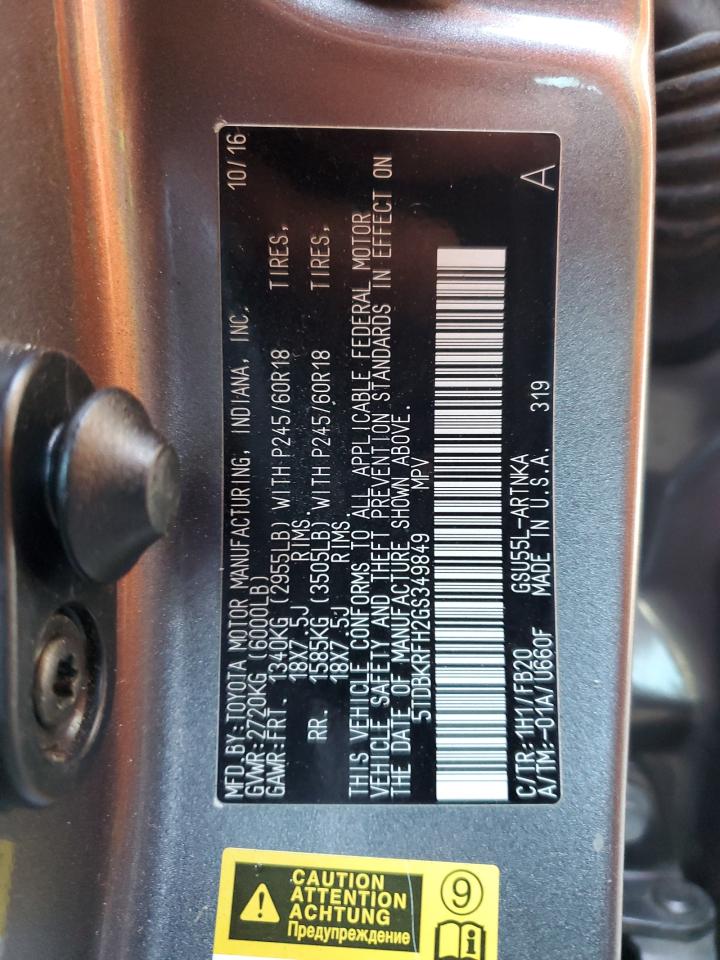 MFD.BY:TOYOTA MOTOR MANUFACTURING, INDIANA, INC. 10/16
GVWR:2720KG (6000LB)
GAWR:FRT. 1340KG (2955LB) WITH P245/60R18 TIRES,
18X7.5J RIMS.
RR. 1585KG (3505LB) WITH P245/60R18 TIRES,
18X7.5J RIMS.
THIS VEHICLE CONFORMS TO ALL APPLICABLE FEDERAL MOTOR
VEHICLE SAFETY AND THEFT PREVENTION STANDARDS IN EFFECT ON
THE DATE OF MANUFACTURE SHOWN ABOVE.
5TDBKRFH2GS349849 MPV
C/TR: 1H1/FB20 GSU55L-ARTNKA A
A/TM:-01A/U660F MADE IN U.S.A. 319
CAUTION
ATTENTION
ACHTUNG
Предупреждение
9